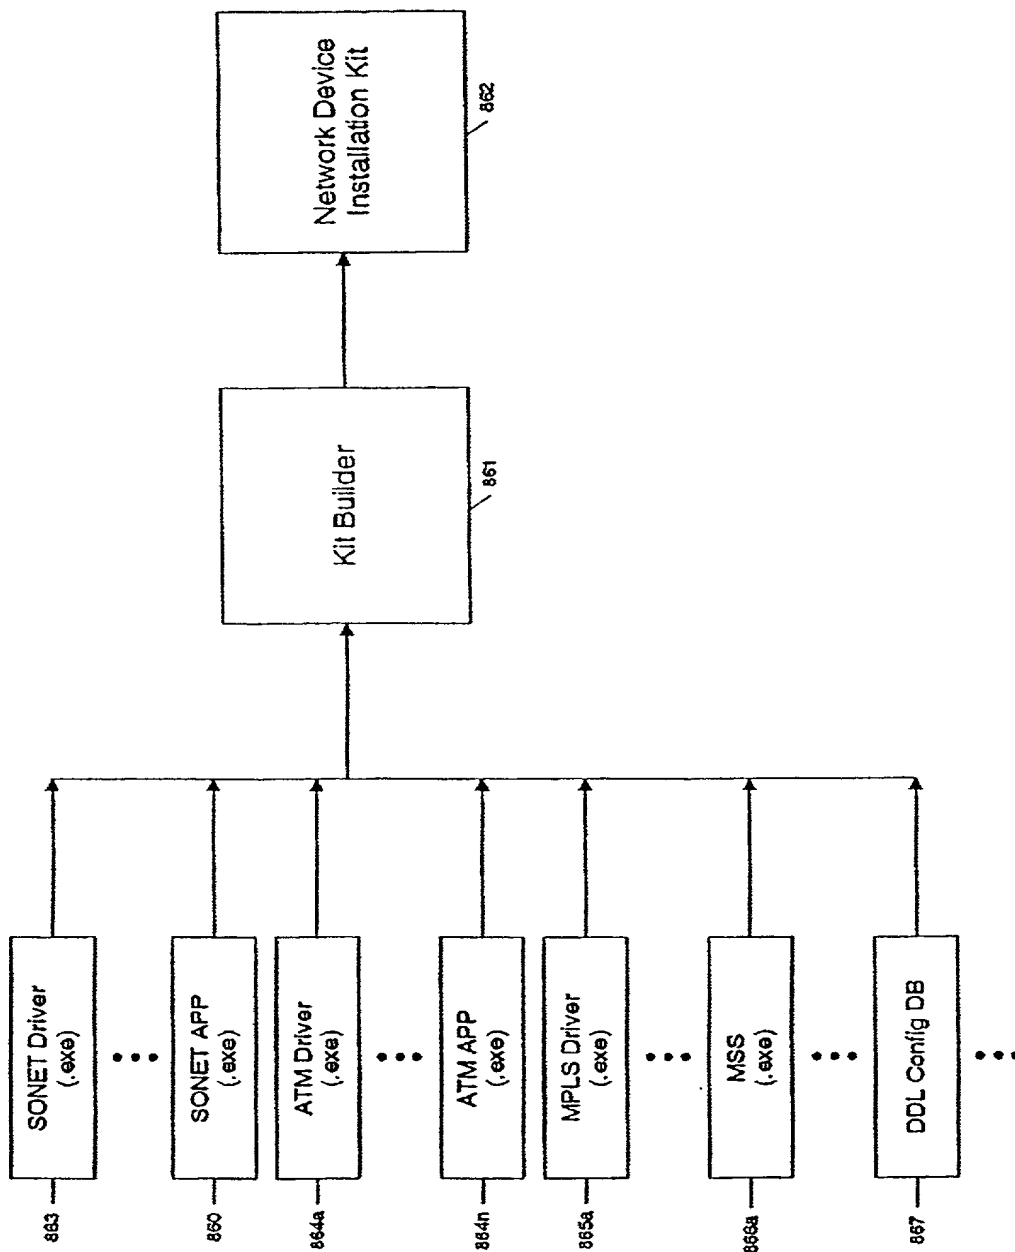 863
SONET Driver
(.exe)
860
SONET APP
(.exe)
864a
ATM Driver
(.exe)
864n
ATM APP
(.exe)
865a
MPLS Driver
(.exe)
866a
MSS
(.exe)
867
DDL Config DB
Kit Builder
861
Network Device
Installation Kit
862